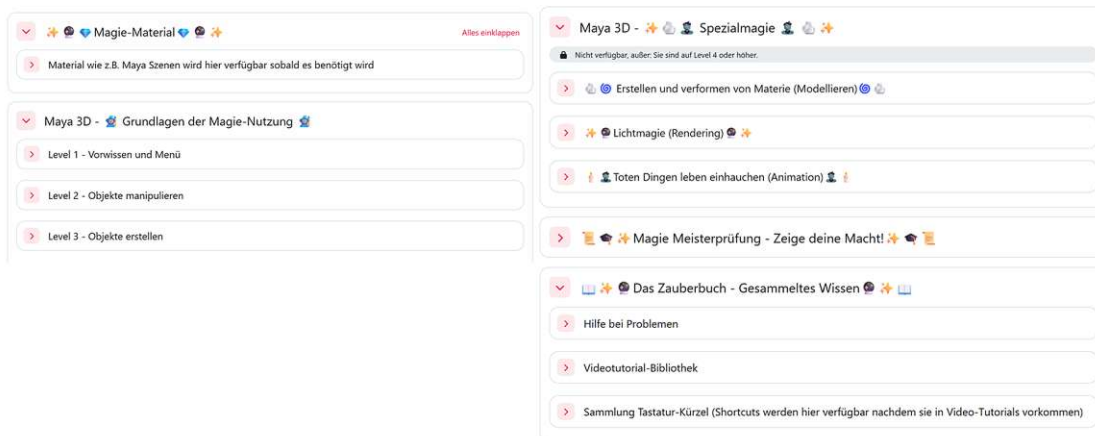 Magie-Material
Alles einklappen
Material wie z.B. Maya Szenen wird hier verfügbar sobald es benötigt wird
Maya 3D - Grundlagen der Magie-Nutzung
Level 1 - Vorwissen und Menü
Level 2 - Objekte manipulieren
Level 3 - Objekte erstellen
Maya 3D - Spezialmagie
Nicht verfügbar, außer: Sie sind auf Level 4 oder höher.
Erstellen und verformen von Materie (Modellieren)
Lichtmagie (Rendering)
Toten Dingen leben einhauchen (Animation)
Magie Meisterprüfung - Zeige deine Macht!
Das Zauberbuch - Gesammeltes Wissen
Hilfe bei Problemen
Videotutorial-Bibliothek
Sammlung Tastatur-Kürzel (Shortcuts werden hier verfügbar nachdem sie in Video-Tutorials vorkommen)